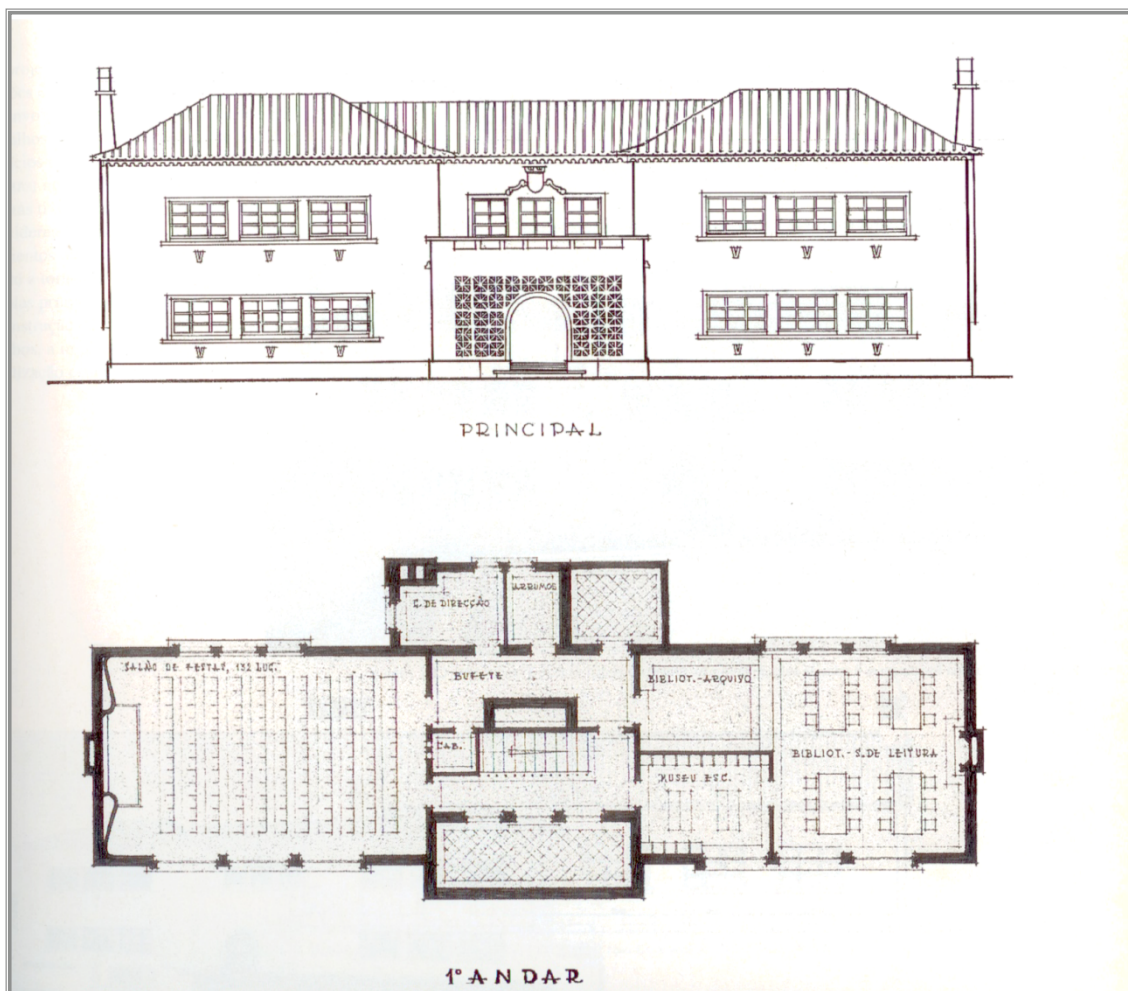 PRINCIPAL
G. DE DIRECÇÃO
ARRUMOS
SALÃO DE FESTAS, 132 LUG.
BUFETE
BIBLIOT.-ARQUIVO
CAB.
BIBLIOT.-S. DE LEITURA
MUSEU ESC.
1º ANDAR